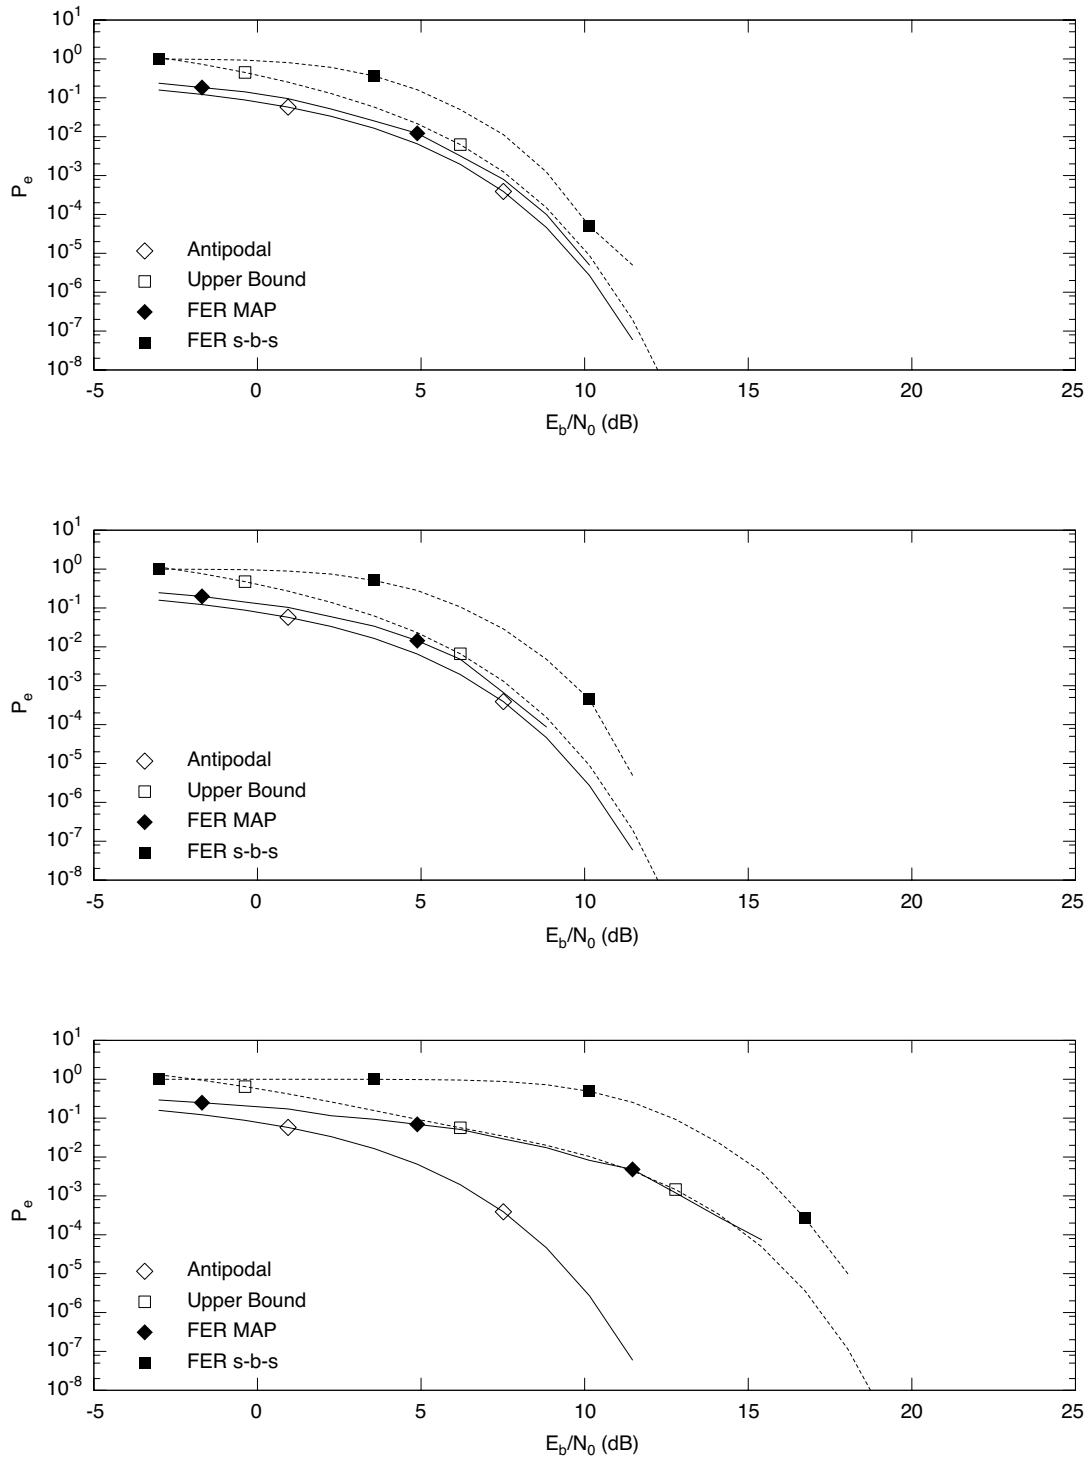 10^1
10^0
10^-1
10^-2
10^-3
10^-4
10^-5
10^-6
10^-7
10^-8
P_e
Antipodal
Upper Bound
FER MAP
FER s-b-s
-5 0 5 10 15 20 25
E_b/N_0 (dB)
10^1
10^0
10^-1
10^-2
10^-3
10^-4
10^-5
10^-6
10^-7
10^-8
P_e
Antipodal
Upper Bound
FER MAP
FER s-b-s
-5 0 5 10 15 20 25
E_b/N_0 (dB)
10^1
10^0
10^-1
10^-2
10^-3
10^-4
10^-5
10^-6
10^-7
10^-8
P_e
Antipodal
Upper Bound
FER MAP
FER s-b-s
-5 0 5 10 15 20 25
E_b/N_0 (dB)